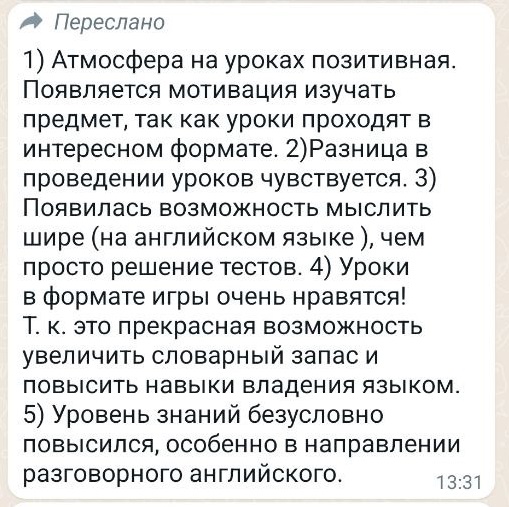 Переслано
1) Атмосфера на уроках позитивная.
Появляется мотивация изучать
предмет, так как уроки проходят в
интересном формате. 2)Разница в
проведении уроков чувствуется. 3)
Появилась возможность мыслить
шире (на английском языке ), чем
просто решение тестов. 4) Уроки
в формате игры очень нравятся!
Т. к. это прекрасная возможность
увеличить словарный запас и
повысить навыки владения языком.
5) Уровень знаний безусловно
повысился, особенно в направлении
разговорного английского.
13:31